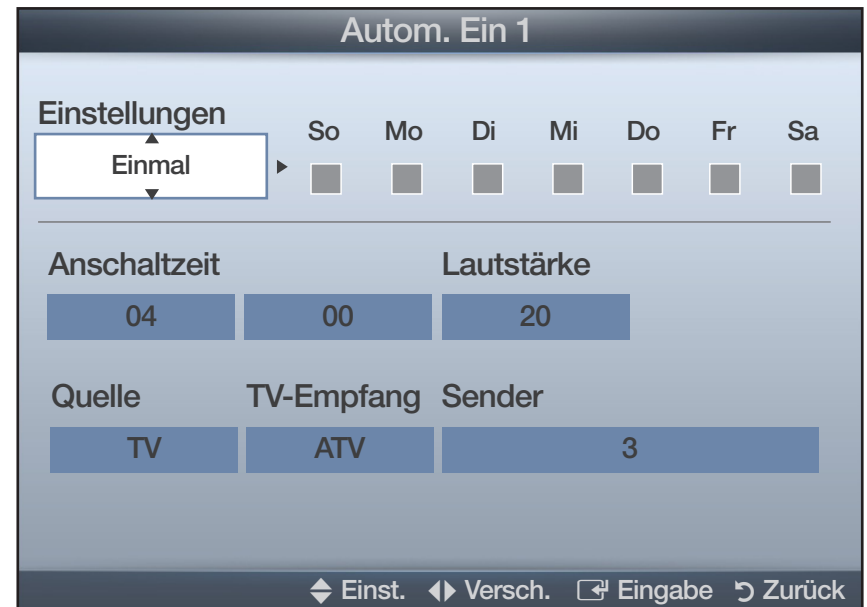 Autom. Ein 1
Einstellungen
So Mo Di Mi Do Fr Sa
Einmal
Anschaltzeit Lautstärke
04 00 20
Quelle TV-Empfang Sender
TV ATV 3
Einst. Versch. Eingabe Zurück